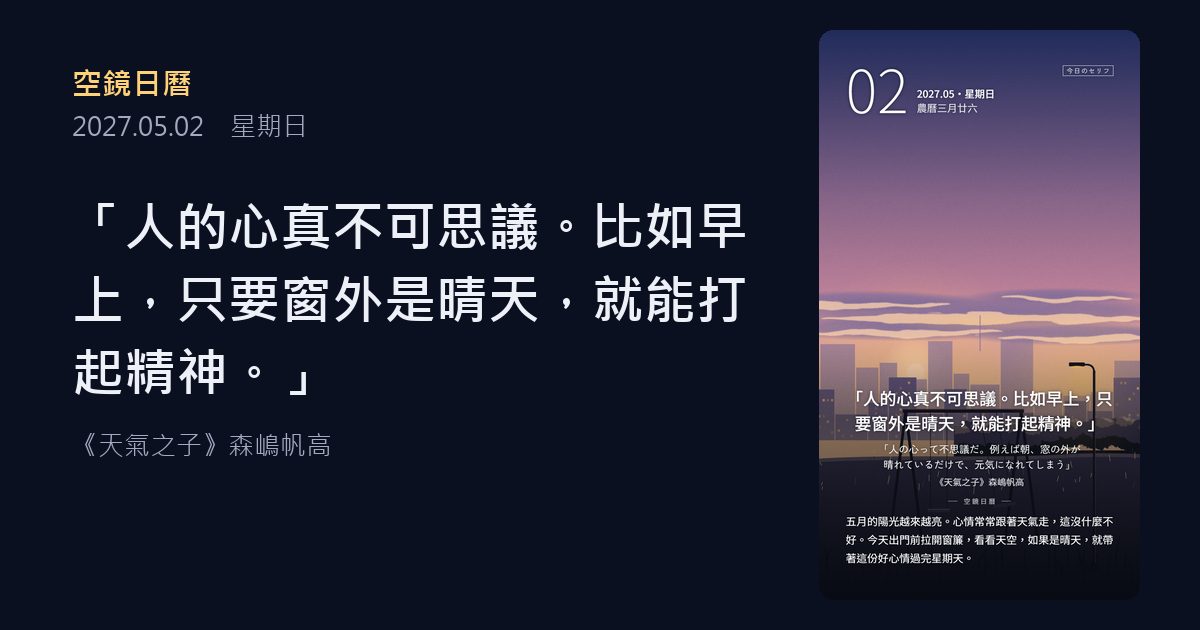 空鏡日曆
2027.05.02 星期日
「人的心真不可思議。比如早
上，只要窗外是晴天，就能打
起精神。」
《天氣之子》森嶋帆高
今日のセリフ
02
2027.05・星期日
農曆三月廿六
「人的心真不可思議。比如早上，只
要窗外是晴天，就能打起精神。」
「人の心って不思議だ。例えば朝、窓の外が
晴れているだけで、元気になれてしまう」
《天氣之子》森嶋帆高
— 空鏡日曆 —
五月的陽光越來越亮。心情常常跟著天氣走，這沒什麼不
好。今天出門前拉開窗簾，看看天空，如果是晴天，就帶
著這份好心情過完星期天。